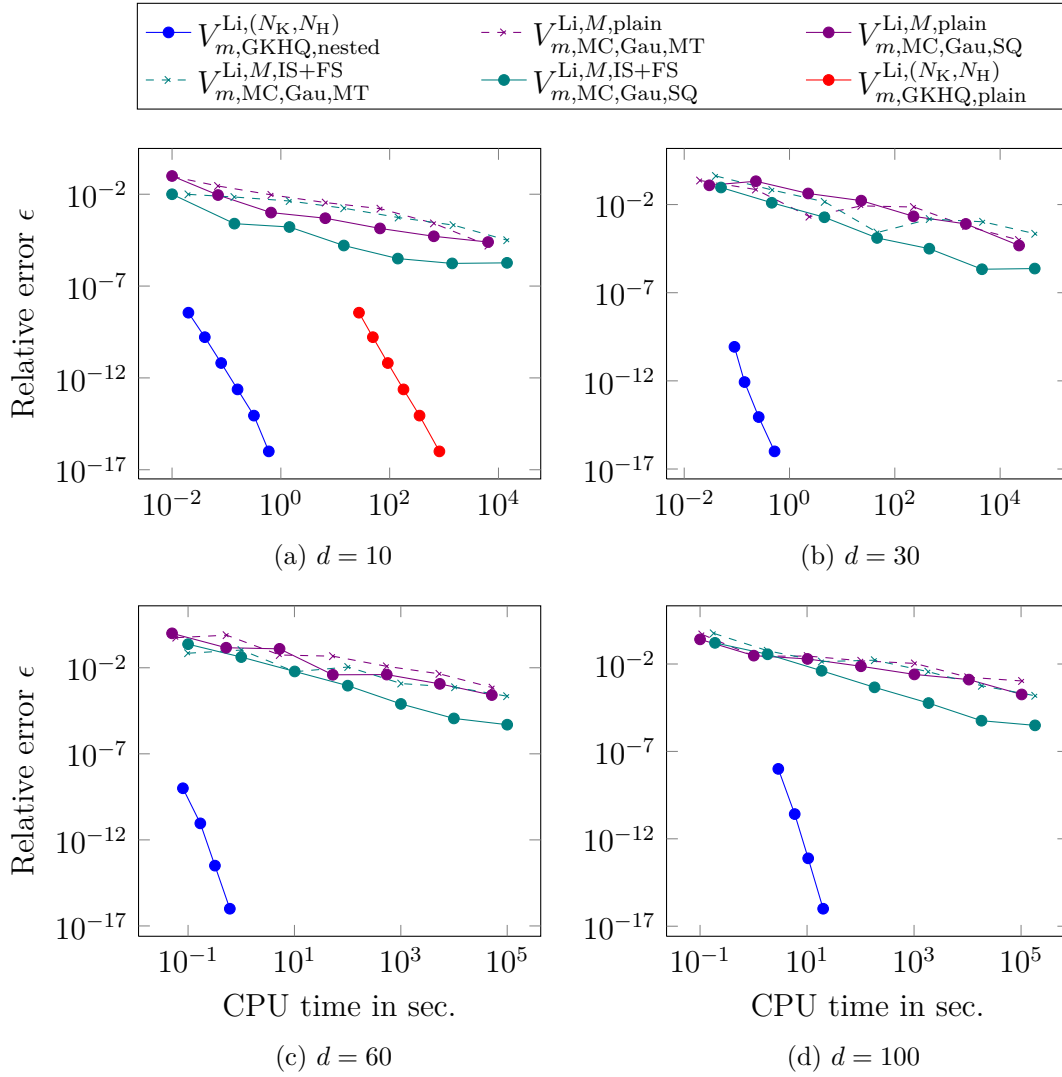 V^{Li,(N_K,N_H)}_{m,GKHQ,nested} V^{Li,M,plain}_{m,MC,Gau,MT} V^{Li,M,plain}_{m,MC,Gau,SQ}
V^{Li,M,IS+FS}_{m,MC,Gau,MT} V^{Li,M,IS+FS}_{m,MC,Gau,SQ} V^{Li,(N_K,N_H)}_{m,GKHQ,plain}
Relative error ϵ
10^{-2}
10^{-7}
10^{-12}
10^{-17}
10^{-2} 10^{0} 10^{2} 10^{4}
(a) d = 10
10^{-2}
10^{-7}
10^{-12}
10^{-17}
10^{-2} 10^{0} 10^{2} 10^{4}
(b) d = 30
Relative error ϵ
10^{-2}
10^{-7}
10^{-12}
10^{-17}
10^{-1} 10^{1} 10^{3} 10^{5}
CPU time in sec.
(c) d = 60
10^{-2}
10^{-7}
10^{-12}
10^{-17}
10^{-1} 10^{1} 10^{3} 10^{5}
CPU time in sec.
(d) d = 100